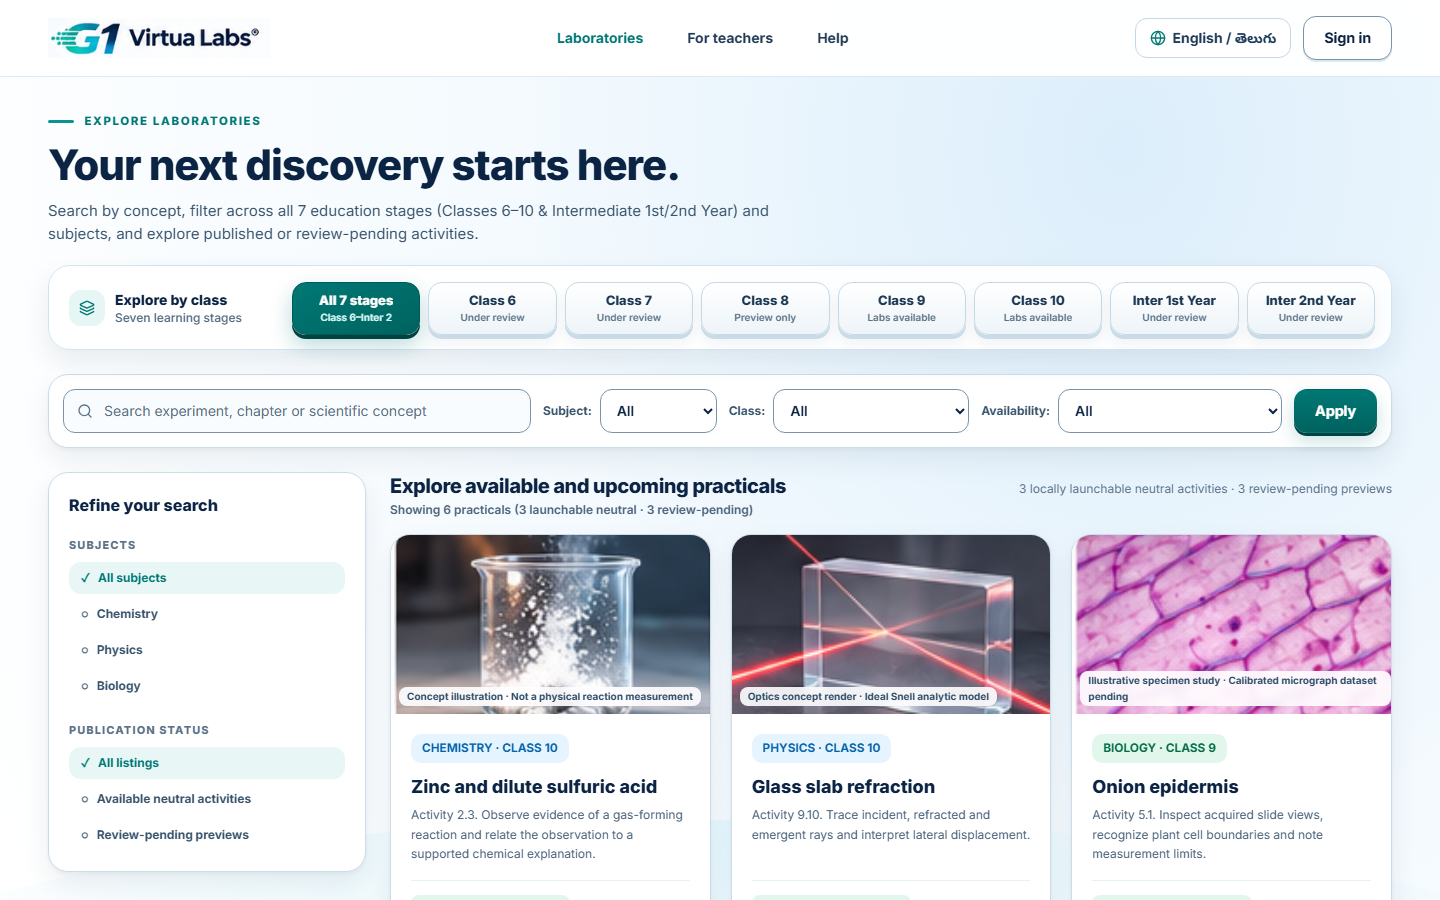 G1 Virtua Labs®
Laboratories
For teachers
Help
English / తెలుగు
Sign in
EXPLORE LABORATORIES
Your next discovery starts here.
Search by concept, filter across all 7 education stages (Classes 6–10 & Intermediate 1st/2nd Year) and
subjects, and explore published or review-pending activities.
Explore by class
Seven learning stages
All 7 stages
Class 6–Inter 2
Class 6
Under review
Class 7
Under review
Class 8
Preview only
Class 9
Labs available
Class 10
Labs available
Inter 1st Year
Under review
Inter 2nd Year
Under review
Search experiment, chapter or scientific concept
Subject:
All
Class:
All
Availability:
All
Apply
Refine your search
SUBJECTS
✓ All subjects
Chemistry
Physics
Biology
PUBLICATION STATUS
✓ All listings
Available neutral activities
Review-pending previews
Explore available and upcoming practicals
Showing 6 practicals (3 launchable neutral · 3 review-pending)
3 locally launchable neutral activities · 3 review-pending previews
Concept illustration · Not a physical reaction measurement
CHEMISTRY · CLASS 10
Zinc and dilute sulfuric acid
Activity 2.3. Observe evidence of a gas-forming
reaction and relate the observation to a
supported chemical explanation.
Optics concept render · Ideal Snell analytic model
PHYSICS · CLASS 10
Glass slab refraction
Activity 9.10. Trace incident, refracted and
emergent rays and interpret lateral displacement.
Illustrative specimen study · Calibrated micrograph dataset
pending
BIOLOGY · CLASS 9
Onion epidermis
Activity 5.1. Inspect acquired slide views,
recognize plant cell boundaries and note
measurement limits.